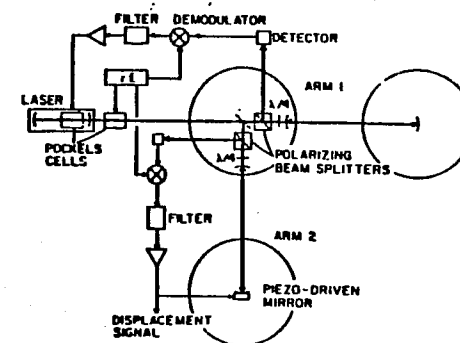 FILTER
DEMODULATOR
DETECTOR
r f.
ARM 1
LASER
λ/4
POCKELS
CELLS
λ/4
POLARIZING
BEAM SPLITTERS
FILTER
ARM 2
PIEZO-DRIVEN
MIRROR
DISPLACEMENT
SIGNAL